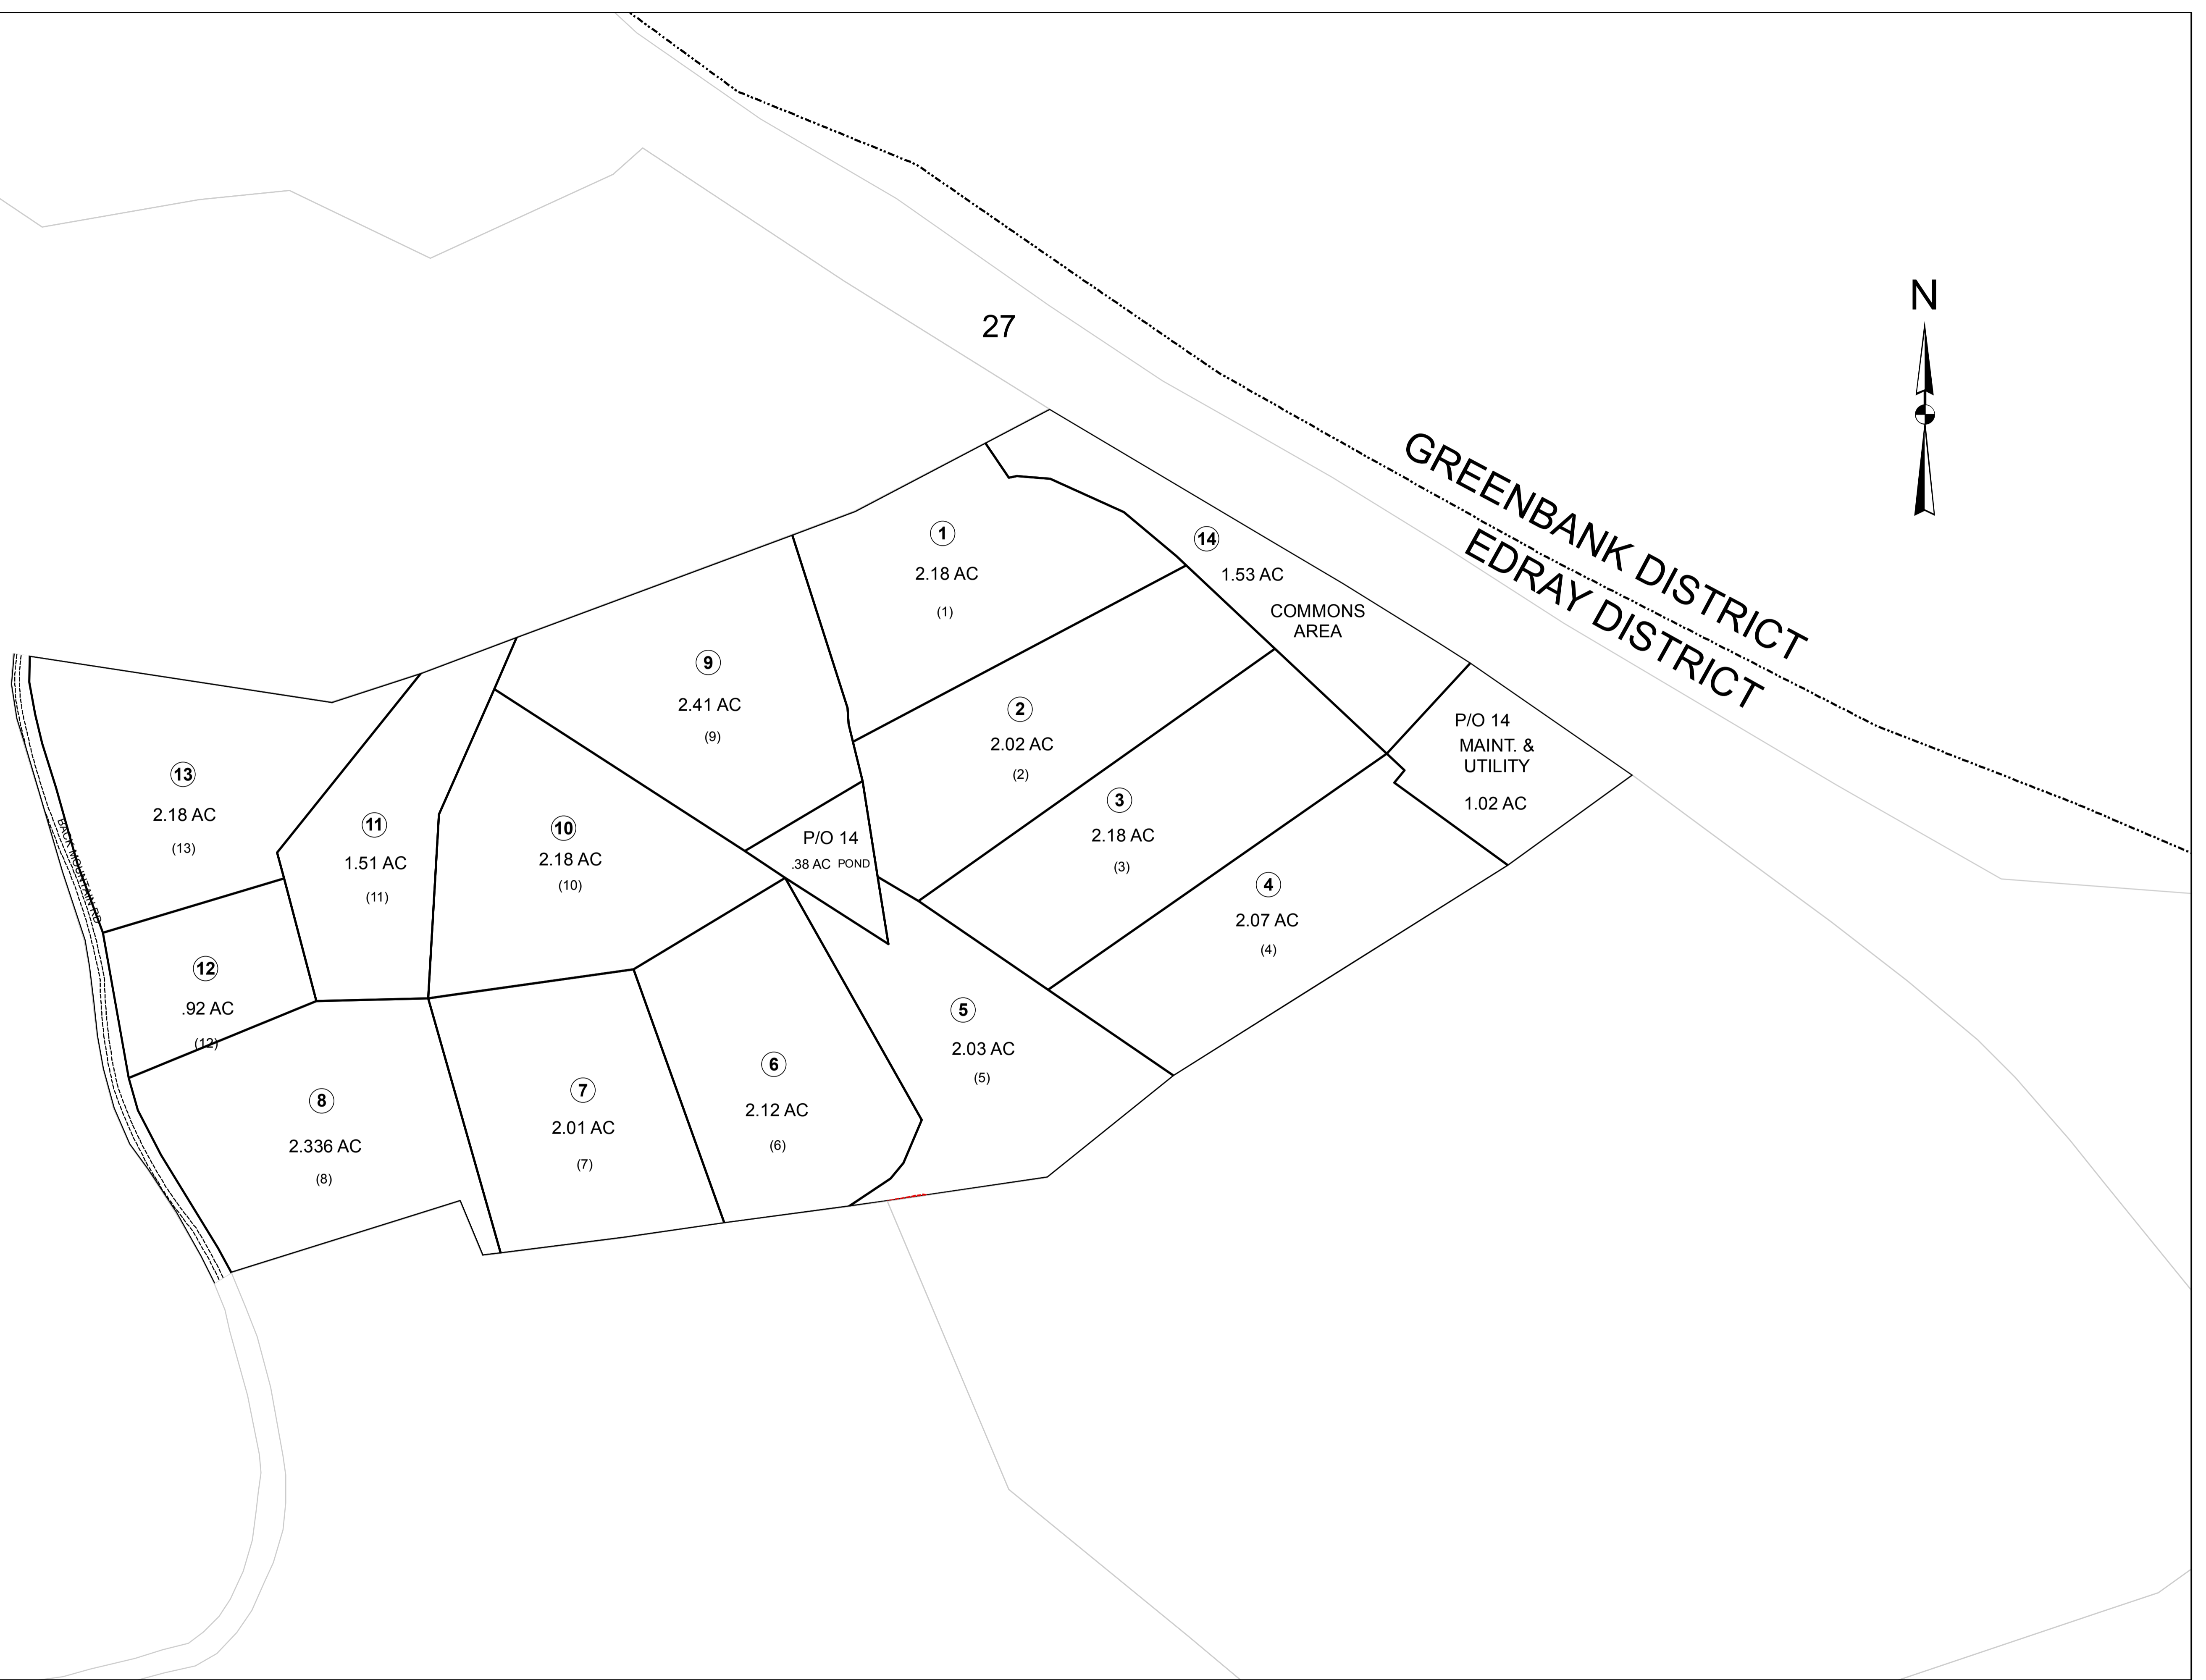 N
27
GREENBANK DISTRICT
EDRAY DISTRICT
1
2.18 AC
(1)
14
1.53 AC
COMMONS
AREA
9
2.41 AC
(9)
2
2.02 AC
(2)
P/O 14
MAINT. &
UTILITY
1.02 AC
13
2.18 AC
(13)
BACK MOUNTAIN RD
11
1.51 AC
(11)
10
2.18 AC
(10)
P/O 14
.38 AC POND
3
2.18 AC
(3)
4
2.07 AC
(4)
12
.92 AC
(12)
5
2.03 AC
(5)
8
2.336 AC
(8)
7
2.01 AC
(7)
6
2.12 AC
(6)